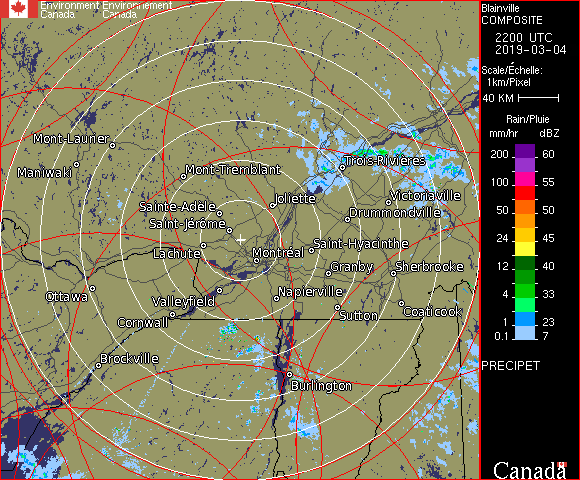 Environment Environnement
Canada Canada
Blainville
COMPOSITE
2200 UTC
2019-03-04
Scale/Échelle:
1km/Pixel
40 KM
Rain/Pluie
mm/hr dBZ
200 60
100 55
50 50
24 45
12 40
4 33
1 23
0.1 7
PRECIPET
Canada
Mont-Laurier
Maniwaki
Mont-Tremblant
Trois-Rivières
Joliette
Victoriaville
Sainte-Adele
Drummondville
Saint-Jérôme
Saint-Hyacinthe
Lachute
Montréal
Granby
Sherbrooke
Ottawa
Valleyfield
Napierville
Cornwall
Sutton
Coaticook
Brockville
Burlington